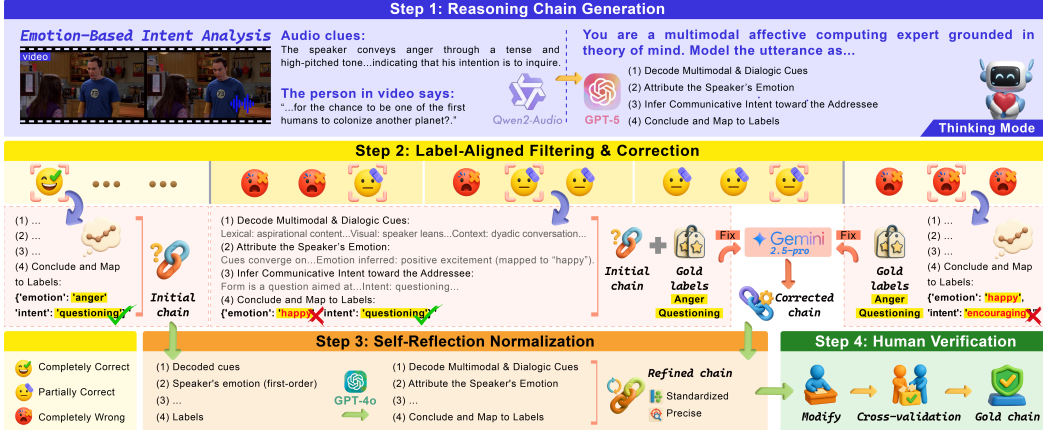 Step 1: Reasoning Chain Generation
Emotion-Based Intent Analysis
video
Audio clues:
The speaker conveys anger through a tense and
high-pitched tone...indicating that his intention is to inquire.
The person in video says:
"...for the chance to be one of the first
humans to colonize another planet?."
Qwen2-Audio
GPT-5
You are a multimodal affective computing expert grounded in
theory of mind. Model the utterance as...
(1) Decode Multimodal & Dialogic Cues
(2) Attribute the Speaker's Emotion
(3) Infer Communicative Intent toward the Addressee
(4) Conclude and Map to Labels
Thinking Mode
Step 2: Label-Aligned Filtering & Correction
(1) ...
(2) ...
(3) ...
(4) Conclude and Map
to Labels:
{'emotion': 'anger'
'intent': 'questioning'}
Initial
chain
(1) Decode Multimodal & Dialogic Cues:
Lexical: aspirational content...Visual: speaker leans...Context: dyadic conversation...
(2) Attribute the Speaker's Emotion:
Cues converge on...Emotion inferred: positive excitement (mapped to "happy").
(3) Infer Communicative Intent toward the Addressee:
Form is a question aimed at...Intent: questioning...
(4) Conclude and Map to Labels:
{'emotion': 'happy', 'intent': 'questioning'}
Initial
chain
Gold
labels
Anger
Questioning
Fix
Gemini
2.5-pro
Fix
Corrected
chain
Gold
labels
Anger
Questioning
(1) ...
(2) ...
(3) ...
(4) Conclude and Map
to Labels:
{'emotion': 'happy',
'intent': 'encouraging'}
Completely Correct
Partially Correct
Completely Wrong
Step 3: Self-Reflection Normalization
(1) Decoded cues
(2) Speaker's emotion (first-order)
(3) ...
(4) Labels
GPT-4o
(1) Decode Multimodal & Dialogic Cues
(2) Attribute the Speaker's Emotion
(3) ...
(4) Conclude and Map to Labels
Refined chain
Standardized
Precise
Step 4: Human Verification
Modify
Cross-validation
Gold chain